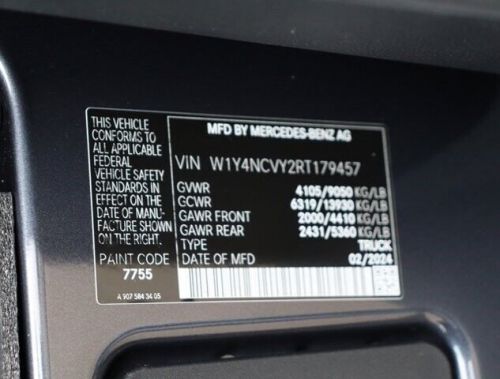 THIS VEHICLE
CONFORMS TO
ALL APPLICABLE
FEDERAL
VEHICLE SAFETY
STANDARDS IN
EFFECT ON THE
DATE OF MANU-
FACTURE SHOWN
ON THE RIGHT.
PAINT CODE
7755
A 907 584 34 05
MFD BY MERCEDES-BENZ AG
VIN W1Y4NCVY2RT179457
GVWR 4105/9050 KG/LB
GCWR 6319/13930 KG/LB
GAWR FRONT 2000/4410 KG/LB
GAWR REAR 2431/5360 KG/LB
TYPE TRUCK
DATE OF MFD 02/2024